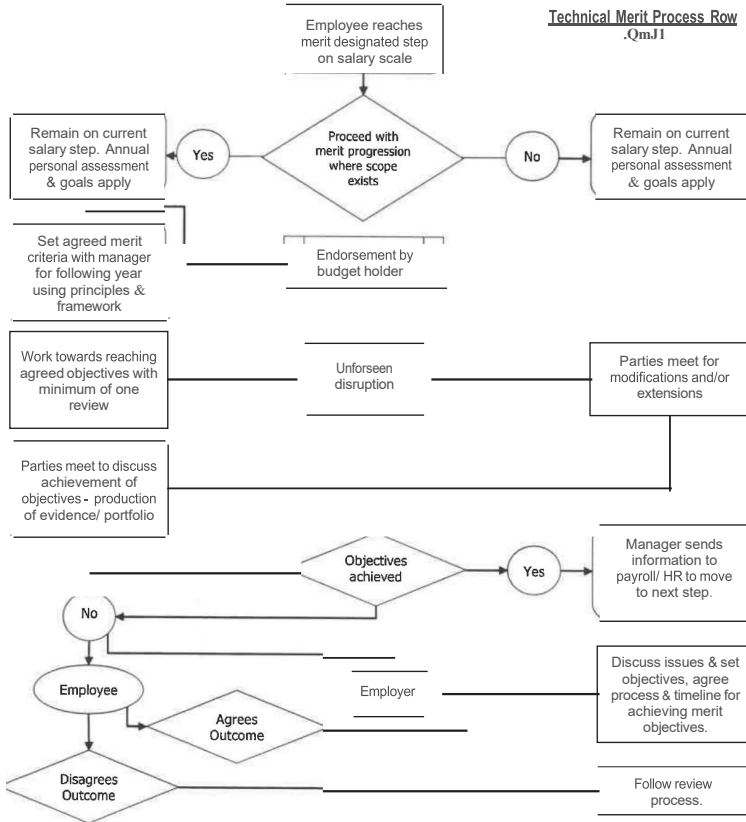 Technical Merit Process Row
.QmJ1
Employee reaches
merit designated step
on salary scale
Remain on current
salary step. Annual
personal assessment
& goals apply
Yes
Proceed with
merit progression
where scope
exists
No
Remain on current
salary step. Annual
personal assessment
& goals apply
Set agreed merit
criteria with manager
for following year
using principles &
framework
Endorsement by
budget holder
Work towards reaching
agreed objectives with
minimum of one
review
Unforseen
disruption
Parties meet for
modifications and/or
extensions
Parties meet to discuss
achievement of
objectives - production
of evidence/ portfolio
Objectives
achieved
Yes
Manager sends
information to
payroll/ HR to move
to next step.
No
Employee
Agrees
Outcome
Employer
Discuss issues & set
objectives, agree
process & timeline for
achieving merit
objectives.
Disagrees
Outcome
Follow review
process.